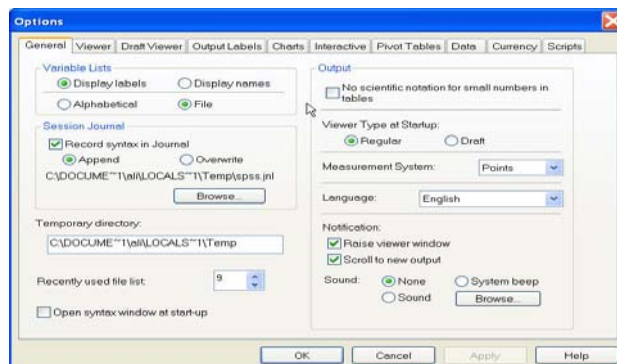 Options
General Viewer Draft Viewer Output Labels Charts Interactive Pivot Tables Data Currency Scripts
Variable Lists
Display labels Display names
Alphabetical File
Session Journal
Record syntax in Journal
Append Overwrite
C:\DOCUME~1\ali\LOCALS~1\Temp\spss.jnl
Browse...
Temporary directory:
C:\DOCUME~1\ali\LOCALS~1\Temp
Recently used file list: 9
Open syntax window at start-up
Output
No scientific notation for small numbers in
tables
Viewer Type at Startup:
Regular Draft
Measurement System: Points
Language: English
Notification:
Raise viewer window
Scroll to new output
Sound: None System beep
Sound Browse...
OK Cancel Apply Help